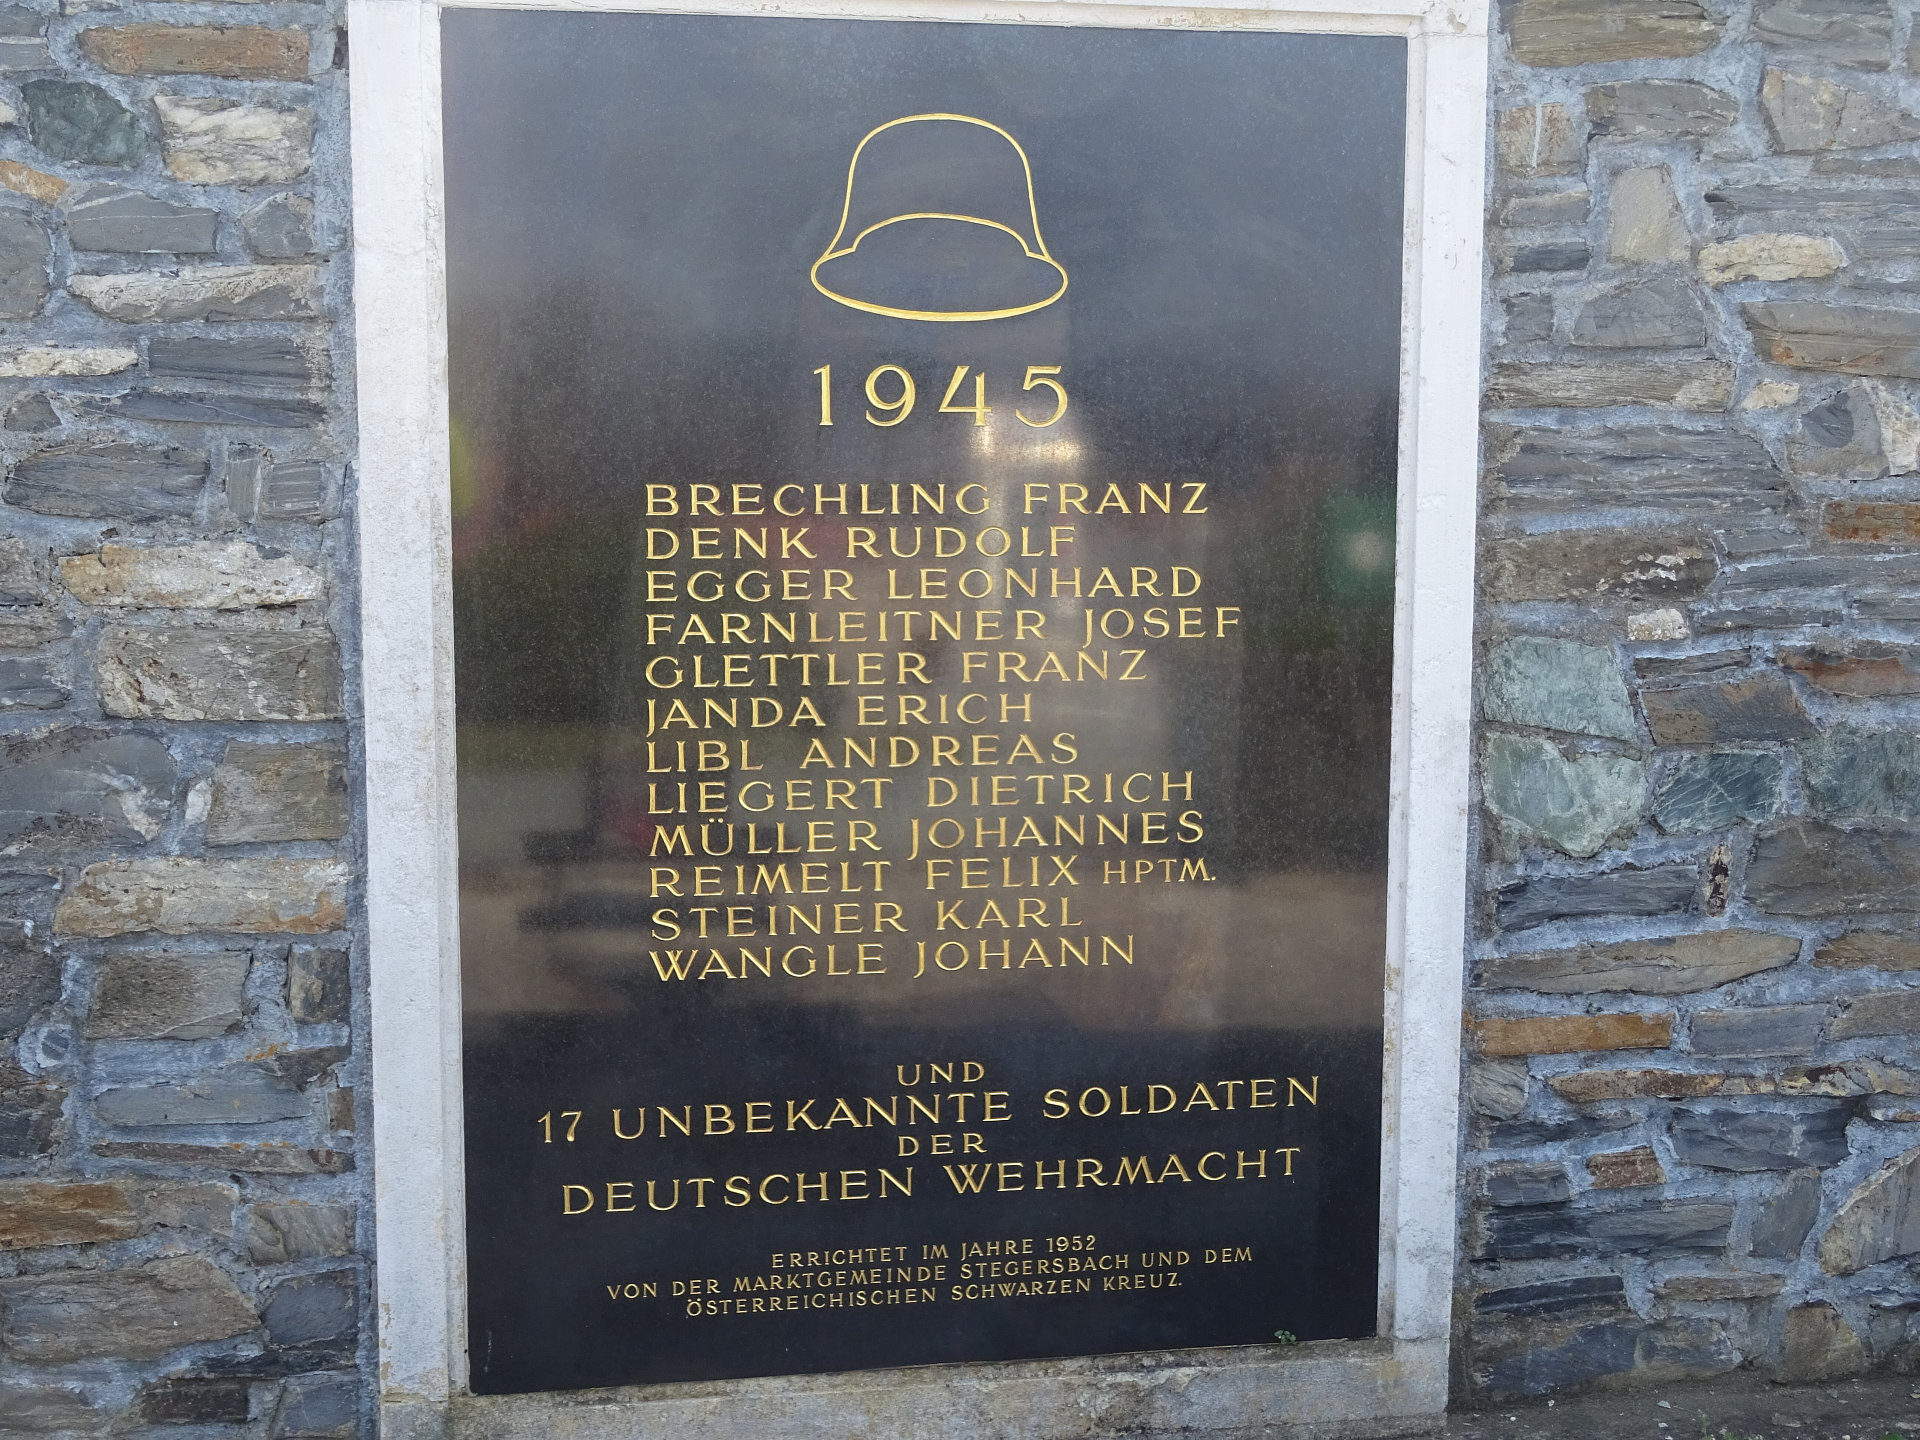 1945
BRECHLING FRANZ
DENK RUDOLF
EGGER LEONHARD
FARNLEITNER JOSEF
GLETTLER FRANZ
JANDA ERICH
LIBL ANDREAS
LIEGERT DIETRICH
MÜLLER JOHANNES
REIMELT FELIX HPTM.
STEINER KARL
WANGLE JOHANN
UND
17 UNBEKANNTE SOLDATEN
DER
DEUTSCHEN WEHRMACHT
ERRICHTET IM JAHRE 1952
VON DER MARKTGEMEINDE STEGERSBACH UND DEM
ÖSTERREICHISCHEN SCHWARZEN KREUZ.